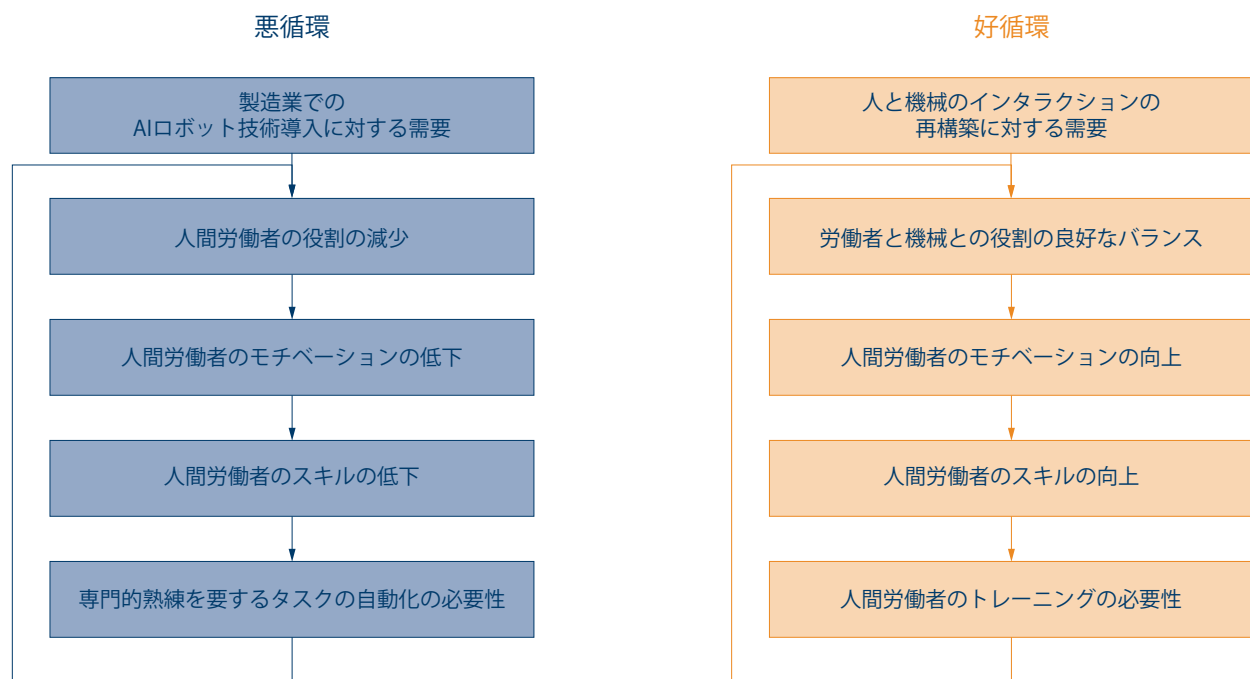 悪循環
製造業での
AIロボット技術導入に対する需要
人間労働者の役割の減少
人間労働者のモチベーションの低下
人間労働者のスキルの低下
専門的熟練を要するタスクの自動化の必要性
好循環
人と機械のインタラクションの
再構築に対する需要
労働者と機械との役割の良好なバランス
人間労働者のモチベーションの向上
人間労働者のスキルの向上
人間労働者のトレーニングの必要性